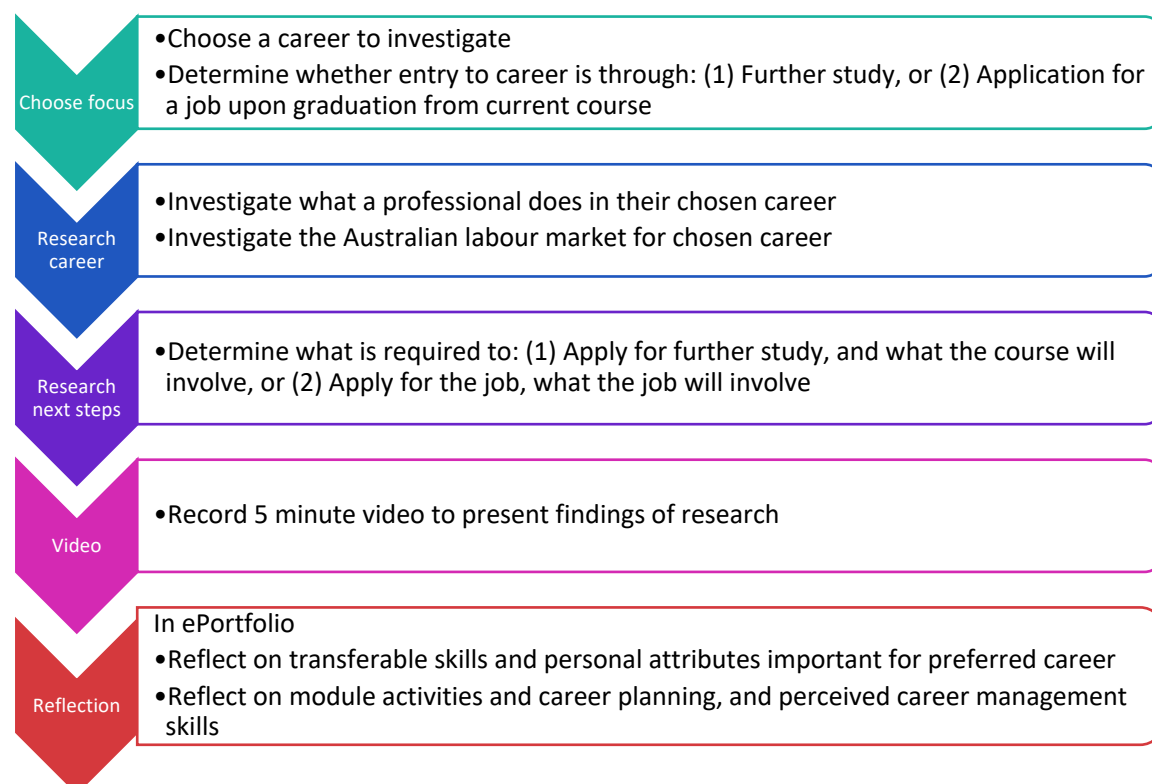 Choose focus
•Choose a career to investigate
•Determine whether entry to career is through: (1) Further study, or (2) Application for
a job upon graduation from current course
Research
career
•Investigate what a professional does in their chosen career
•Investigate the Australian labour market for chosen career
Research
next steps
•Determine what is required to: (1) Apply for further study, and what the course will
involve, or (2) Apply for the job, what the job will involve
Video
•Record 5 minute video to present findings of research
Reflection
In ePortfolio
•Reflect on transferable skills and personal attributes important for preferred career
•Reflect on module activities and career planning, and perceived career management
skills